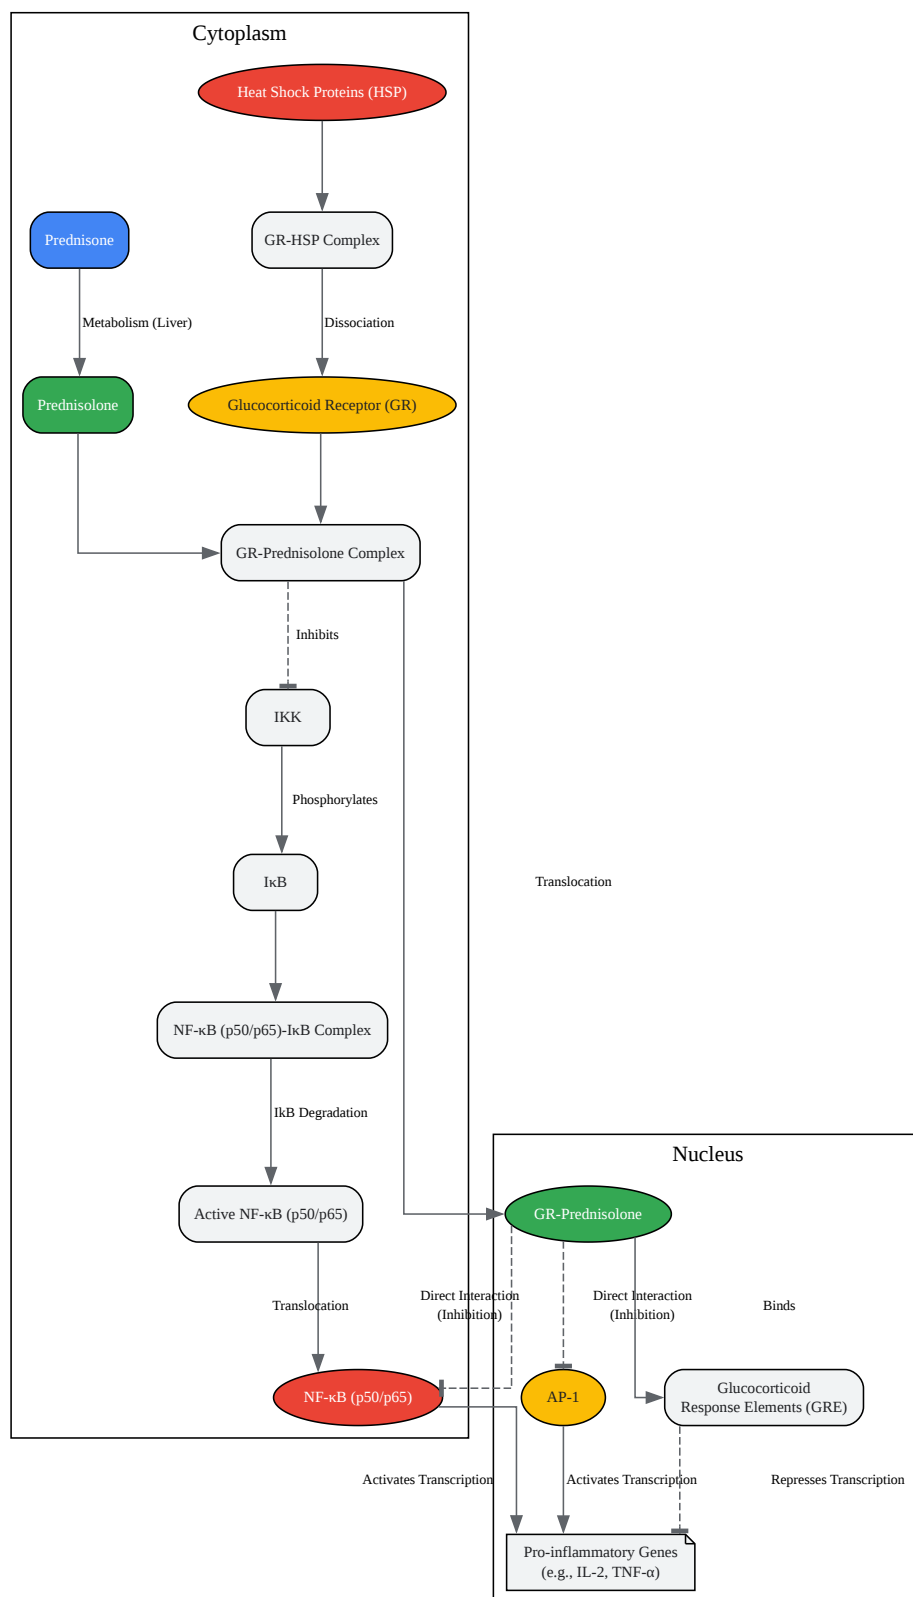 Cytoplasm
Heat Shock Proteins (HSP)
Prednisone
GR-HSP Complex
Metabolism (Liver)
Dissociation
Prednisolone
Glucocorticoid Receptor (GR)
GR-Prednisolone Complex
Inhibits
IKK
Phosphorylates
IκB
Translocation
NF-κB (p50/p65)-IκB Complex
IkB Degradation
Nucleus
Active NF-κB (p50/p65)
GR-Prednisolone
Translocation
Direct Interaction
(Inhibition)
Direct Interaction
(Inhibition)
Binds
NF-κB (p50/p65)
AP-1
Glucocorticoid
Response Elements (GRE)
Activates Transcription
Activates Transcription
Represses Transcription
Pro-inflammatory Genes
(e.g., IL-2, TNF-α)